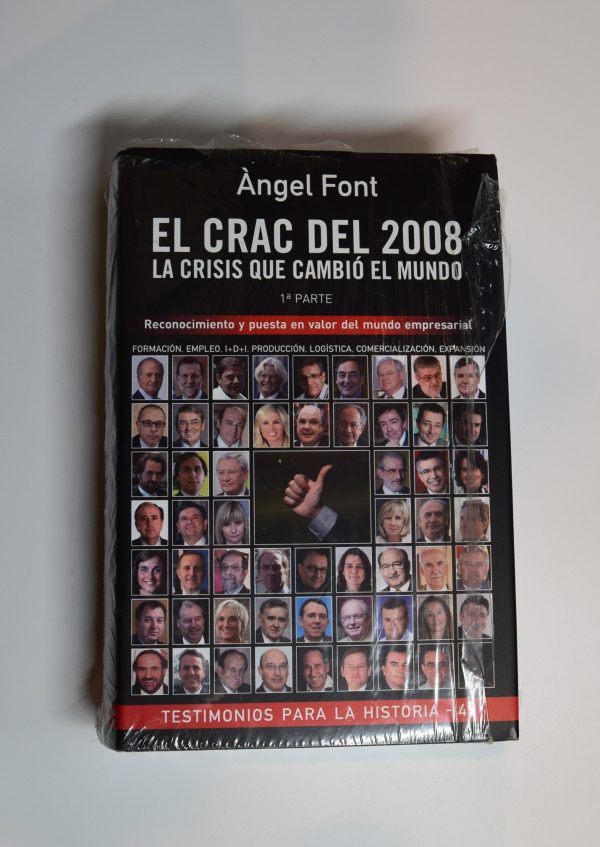 Àngel Font
EL CRAC DEL 2008
LA CRISIS QUE CAMBIÓ EL MUNDO
1ª PARTE
Reconocimiento y puesta en valor del mundo empresarial
FORMACIÓN, EMPLEO, I+D+I, PRODUCCIÓN, LOGÍSTICA, COMERCIALIZACIÓN, EXPANSIÓN
TESTIMONIOS PARA LA HISTORIA - 4